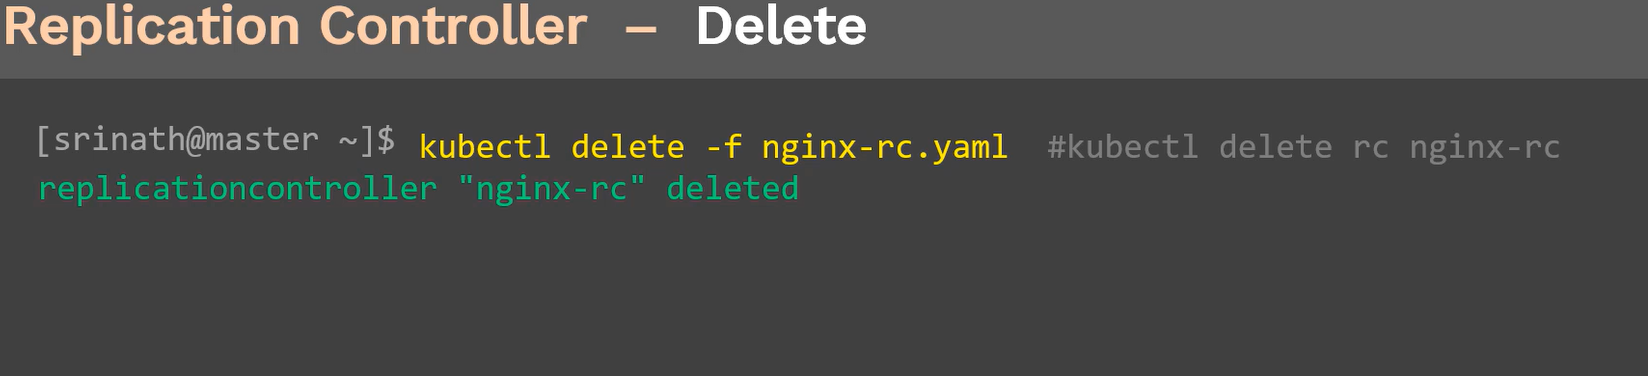 Replication Controller – Delete
[srinath@master ~]$ kubectl delete -f nginx-rc.yaml #kubectl delete rc nginx-rc
replicationcontroller "nginx-rc" deleted